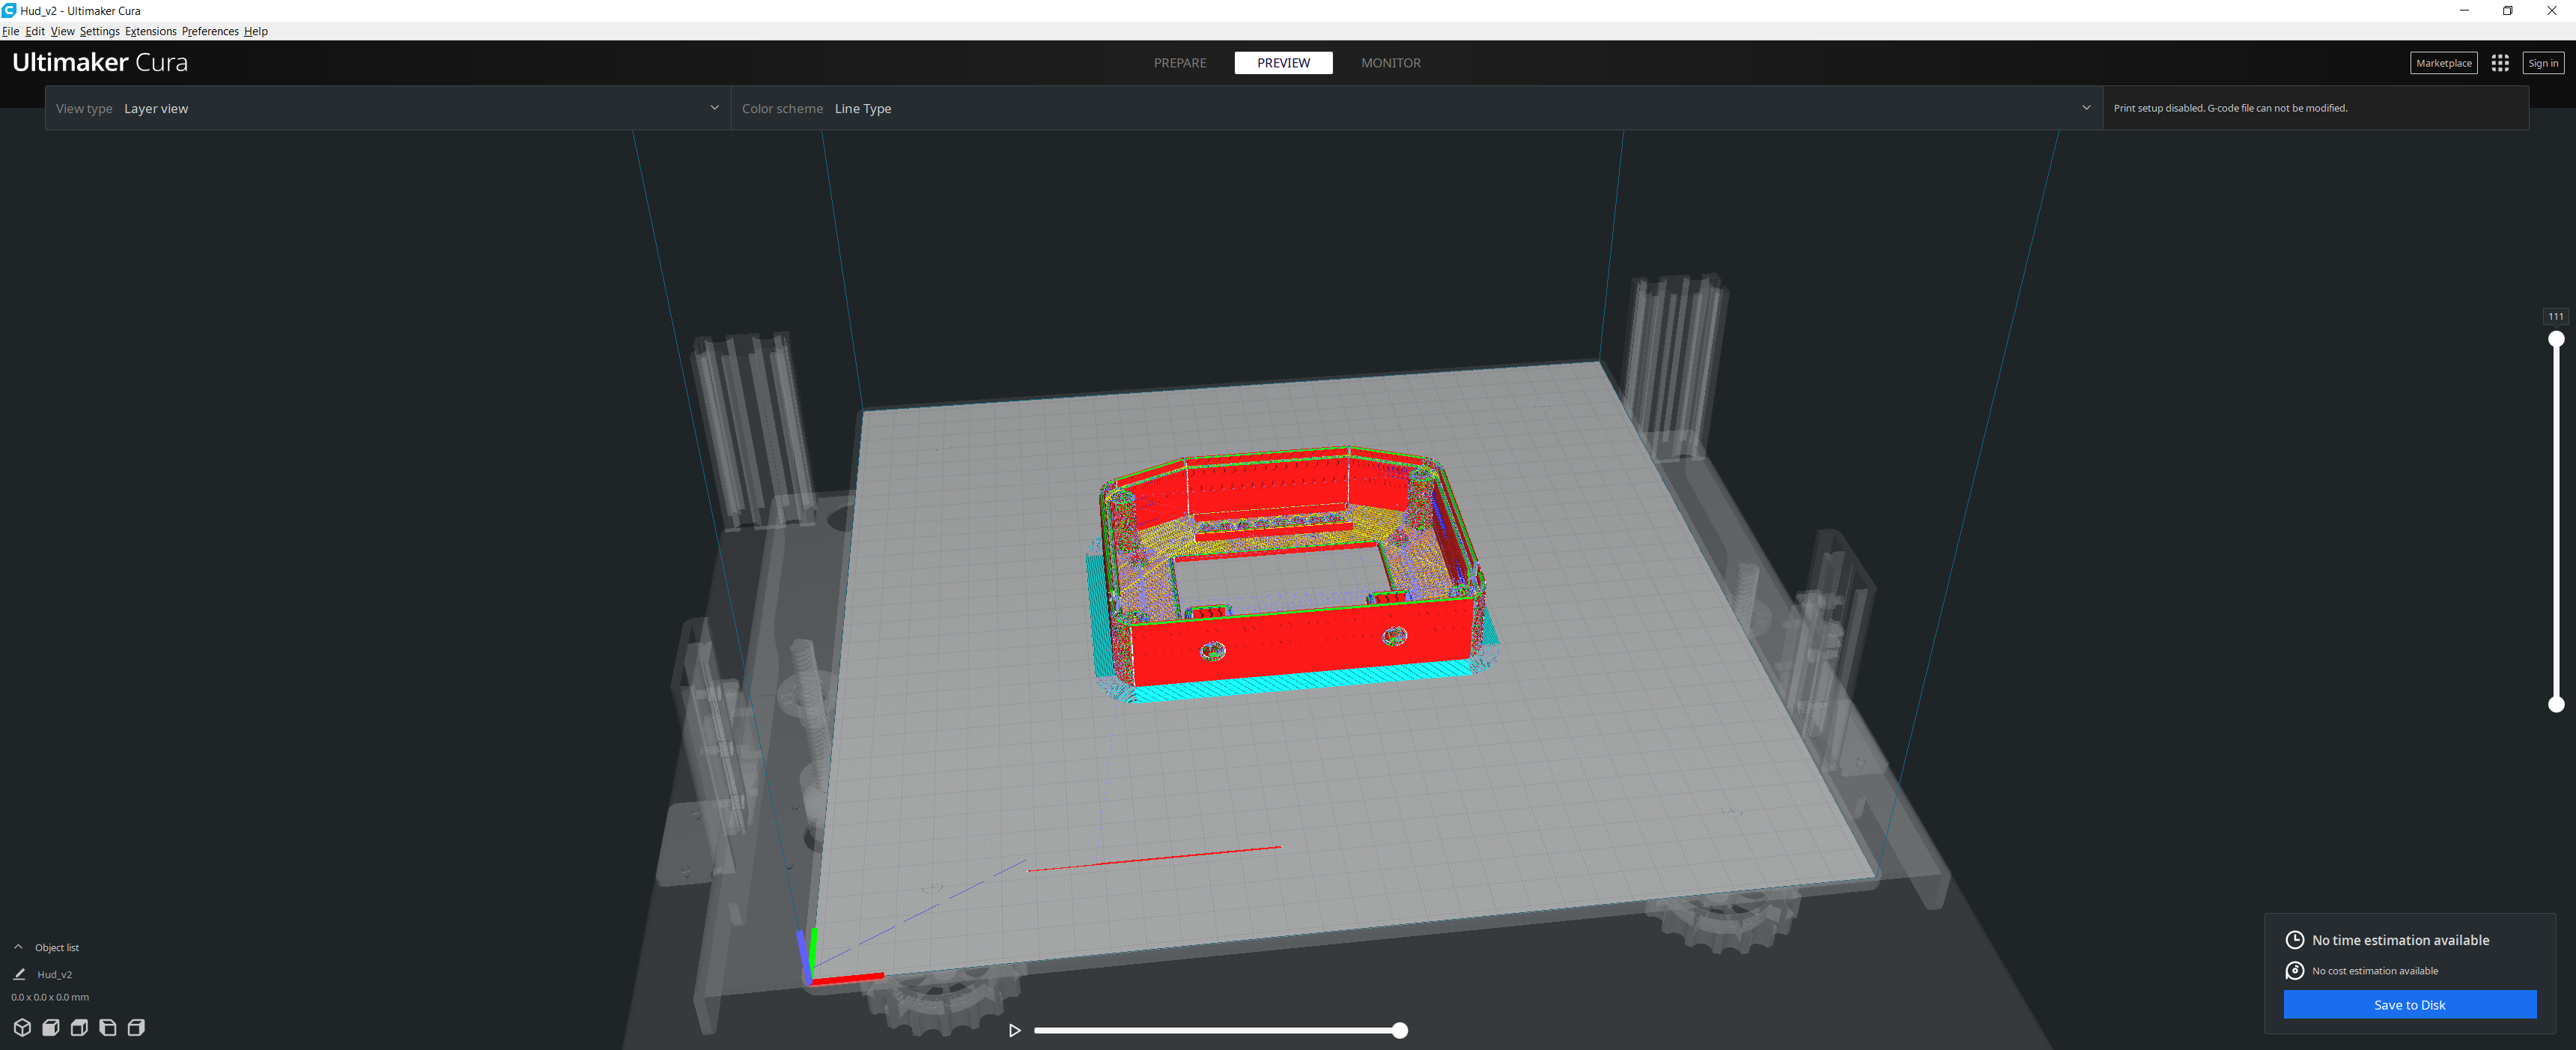 Hud_v2 - Ultimaker Cura
File Edit View Settings Extensions Preferences Help
Ultimaker Cura
PREPARE PREVIEW MONITOR
Marketplace Sign in
View type Layer view
Color scheme Line Type
Print setup disabled. G-code file can not be modified.
111
Object list
Hud_v2
0.0 x 0.0 x 0.0 mm
No time estimation available
No cost estimation available
Save to Disk